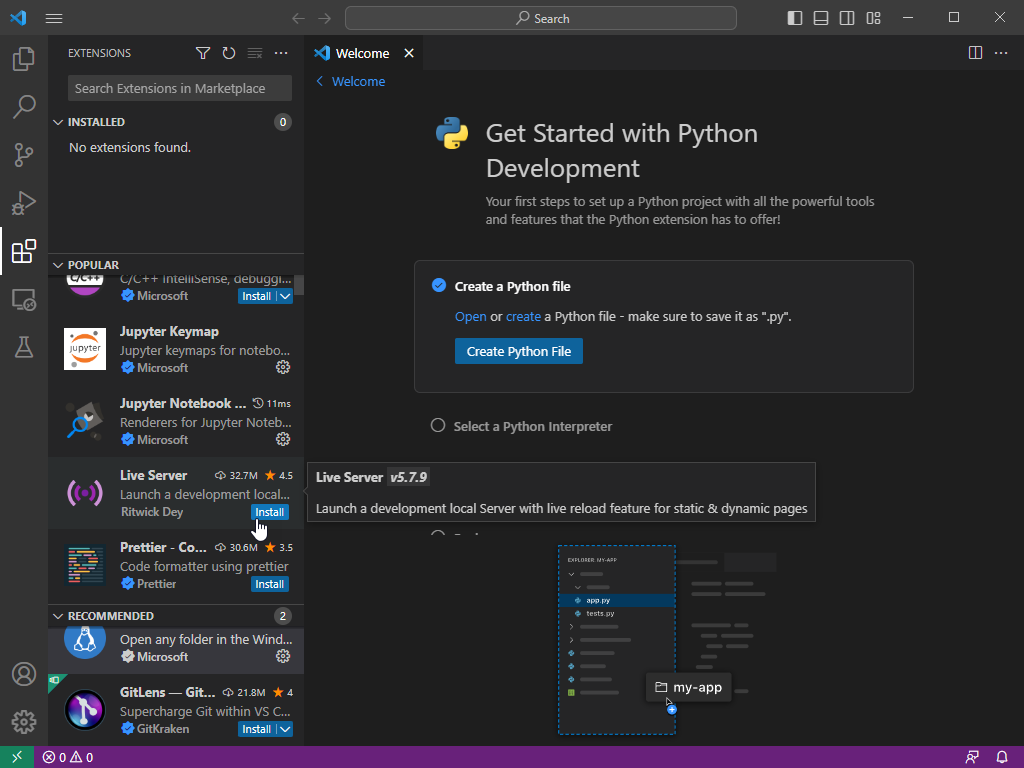 Search
EXTENSIONS
Search Extensions in Marketplace
INSTALLED
0
No extensions found.
POPULAR
C/C++
C/C++ IntelliSense, debuggi...
Microsoft
Install
jupyter
Jupyter Keymap
Jupyter keymaps for notebo...
Microsoft
Jupyter Notebook ... 11ms
Renderers for Jupyter Noteb...
Microsoft
Live Server 32.7M 4.5
Launch a development local...
Ritwick Dey
Install
Prettier - Co... 30.6M 3.5
Code formatter using prettier
Prettier
Install
RECOMMENDED
2
Open any folder in the Wind...
Microsoft
GitLens — Git... 21.8M 4
Supercharge Git within VS C...
GitKraken
Install
Welcome
Welcome
Get Started with Python
Development
Your first steps to set up a Python project with all the powerful tools
and features that the Python extension has to offer!
Create a Python file
Open or create a Python file - make sure to save it as ".py".
Create Python File
Select a Python Interpreter
Live Server v5.7.9
Launch a development local Server with live reload feature for static & dynamic pages
EXPLORER: MY-APP
app.py
tests.py
my-app
0 0